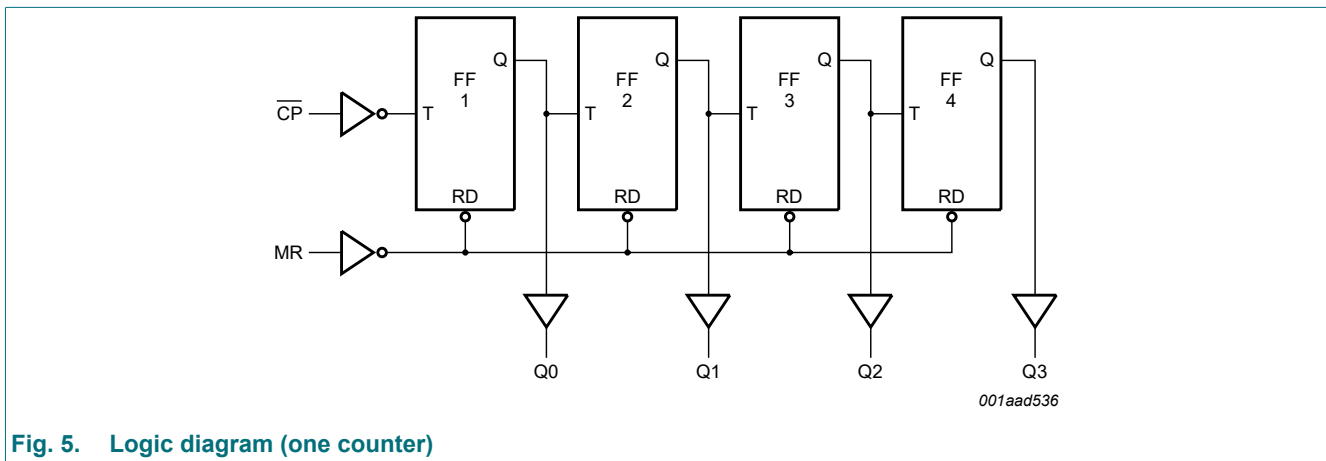 Q Q Q Q
FF FF FF FF
1 2 3 4
C̅P̅ T T T T
RD RD RD RD
MR
Q0 Q1 Q2 Q3
001aad536
Fig. 5. Logic diagram (one counter)